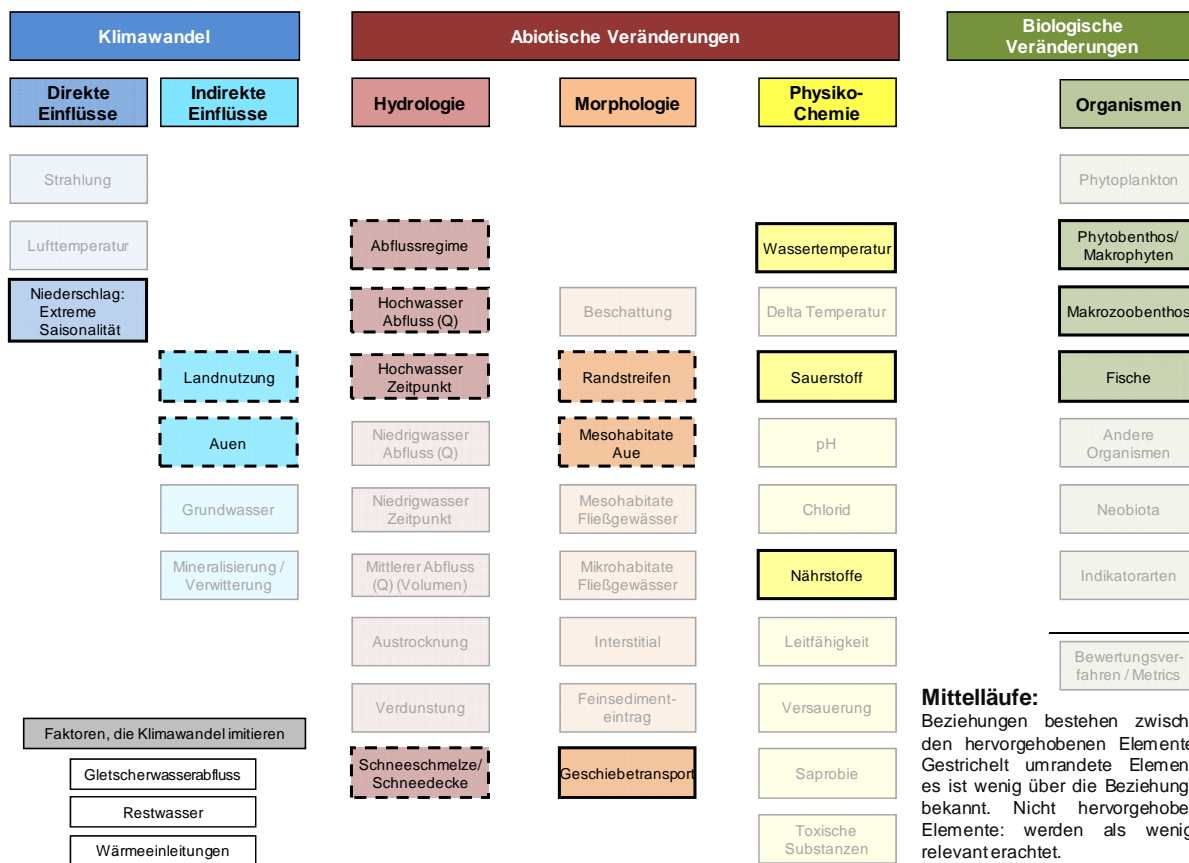 Klimawandel
Abiotische Veränderungen
Biologische
Veränderungen
Direkte
Einflüsse
Indirekte
Einflüsse
Hydrologie
Morphologie
Physiko-
Chemie
Organismen
Strahlung
Lufttemperatur
Niederschlag:
Extreme
Saisonalität
Landnutzung
Auen
Grundwasser
Mineralisierung /
Verwitterung
Abflussregime
Hochwasser
Abfluss (Q)
Hochwasser
Zeitpunkt
Niedrigwasser
Abfluss (Q)
Niedrigwasser
Zeitpunkt
Mittlerer Abfluss
(Q) (Volumen)
Austrocknung
Verdunstung
Schneeschmelze/
Schneedecke
Beschattung
Randstreifen
Mesohabitate
Aue
Mesohabitate
Fließgewässer
Mikrohabitate
Fließgewässer
Interstitial
Feinsediment-
eintrag
Geschiebetransport
Wassertemperatur
Delta Temperatur
Sauerstoff
pH
Chlorid
Nährstoffe
Leitfähigkeit
Versauerung
Saprobie
Toxische
Substanzen
Phytoplankton
Phytobenthos/
Makrophyten
Makrozoobenthos
Fische
Andere
Organismen
Neobiota
Indikatorarten
Bewertungsver-
fahren / Metrics
Faktoren, die Klimawandel imitieren
Gletscherwasserabfluss
Restwasser
Wärmeeinleitungen
Mittelläufe:
Beziehungen bestehen zwisch
den hervorgehobenen Elemente
Gestrichelt umrandete Elemen
es ist wenig über die Beziehung
bekannt. Nicht hervorgehobe
Elemente: werden als wenig
relevant erachtet.